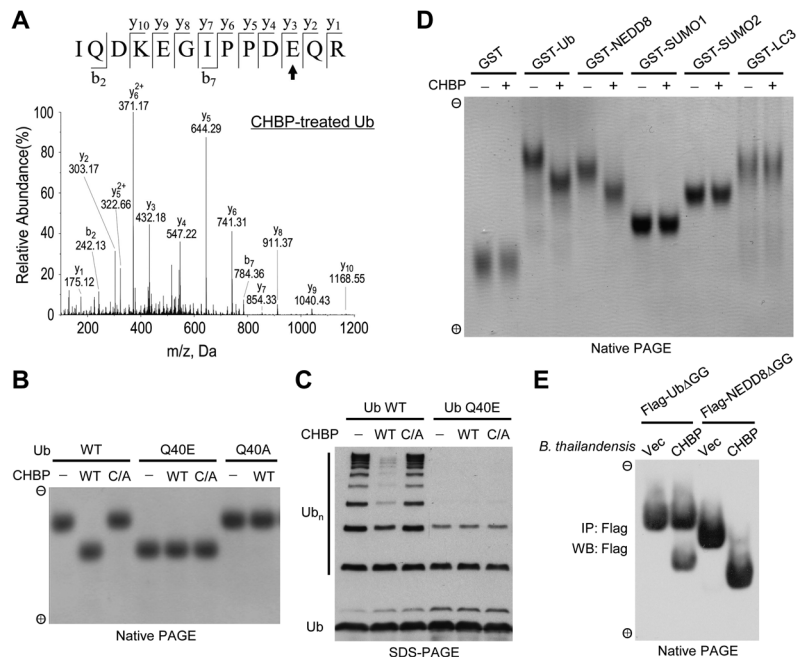 A
y10 y9 y8 y7 y6 y5 y4 y3 y2 y1
I Q D K E G I P P D E Q R
b2 b7
CHBP-treated Ub
Relative Abundance(%)
100
80
60
40
20
0
y6 2+
371.17
y5
644.29
y2
303.17
y5 2+
322.66
y3
432.18
y4
547.22
y6
741.31
y8
911.37
b2
242.13
b7
784.36
y1
175.12
y7
854.33
y9
1040.43
y10
1168.55
200 400 600 800 1000 1200
m/z, Da
B
Ub WT Q40E Q40A
CHBP – WT C/A – WT C/A – WT
⊖
⊕
Native PAGE
C
Ub WT Ub Q40E
CHBP – WT C/A – WT C/A
Ubn
Ub
SDS-PAGE
D
GST GST-Ub GST-NEDD8 GST-SUMO1 GST-SUMO2 GST-LC3
CHBP – + – + – + – + – + – +
⊖
⊕
Native PAGE
E
Flag-UbΔGG Flag-NEDD8ΔGG
B. thailandensis Vec CHBP Vec CHBP
⊖
IP: Flag
WB: Flag
⊕
Native PAGE